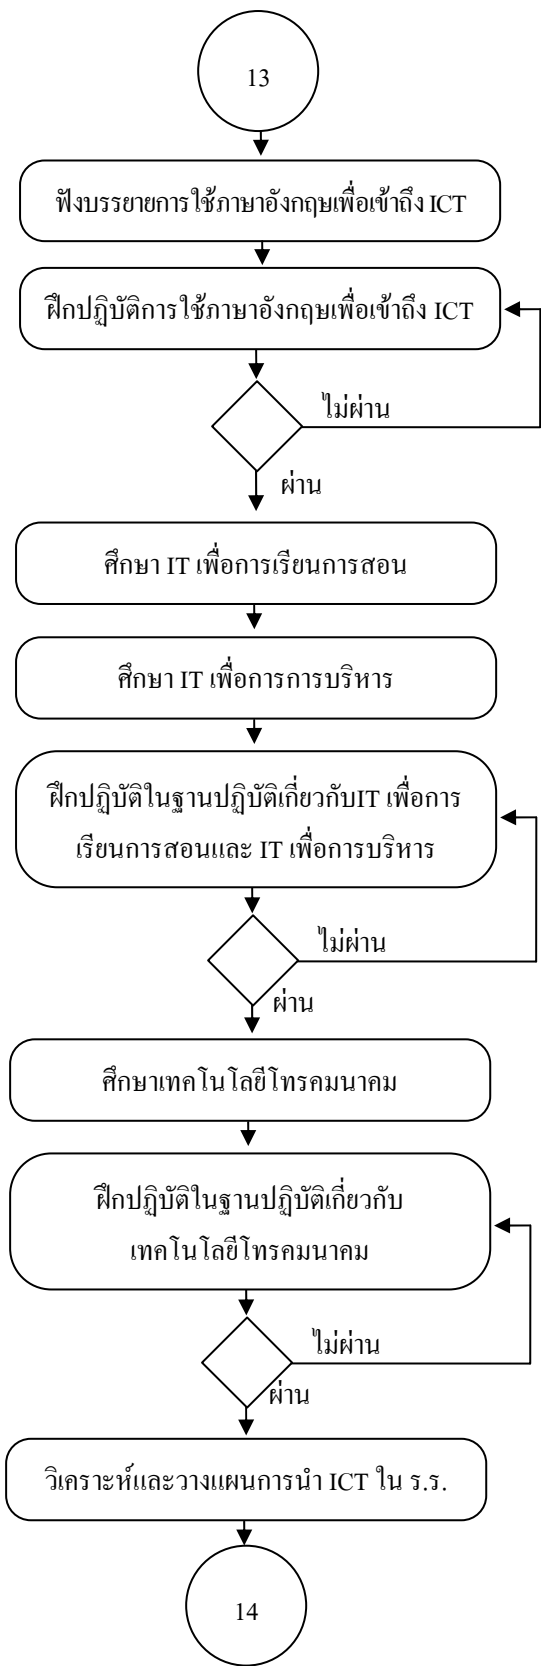 13
ฟังบรรยายการใช้ภาษาอังกฤษเพื่อเข้าถึง ICT
ฝึกปฏิบัติการใช้ภาษาอังกฤษเพื่อเข้าถึง ICT
ไม่ผ่าน
ผ่าน
ศึกษา IT เพื่อการเรียนการสอน
ศึกษา IT เพื่อการการบริหาร
ฝึกปฏิบัติในฐานปฏิบัติเกี่ยวกับIT เพื่อการ
เรียนการสอนและ IT เพื่อการบริหาร
ไม่ผ่าน
ผ่าน
ศึกษาเทคโนโลยีโทรคมนาคม
ฝึกปฏิบัติในฐานปฏิบัติเกี่ยวกับ
เทคโนโลยีโทรคมนาคม
ไม่ผ่าน
ผ่าน
วิเคราะห์และวางแผนการนำ ICT ใน ร.ร.
14